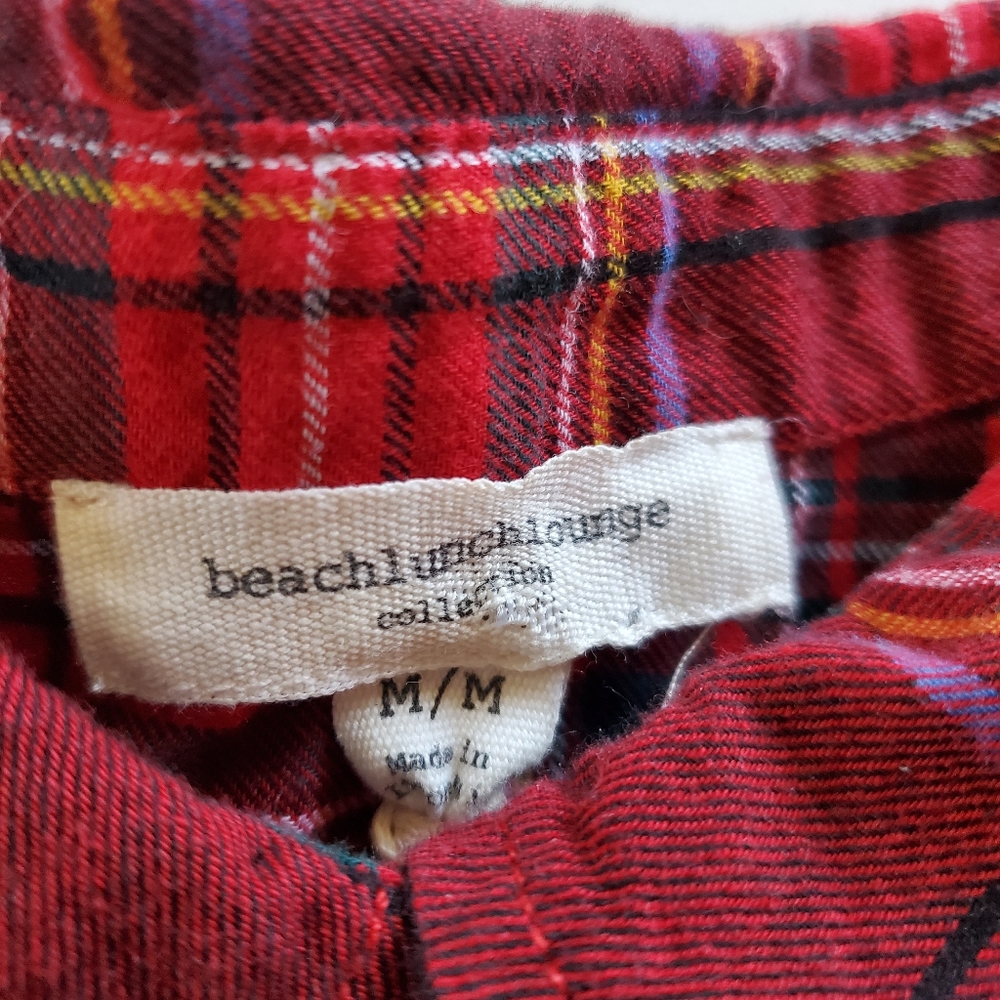 beachlunchlounge
collection
M/M
Made in